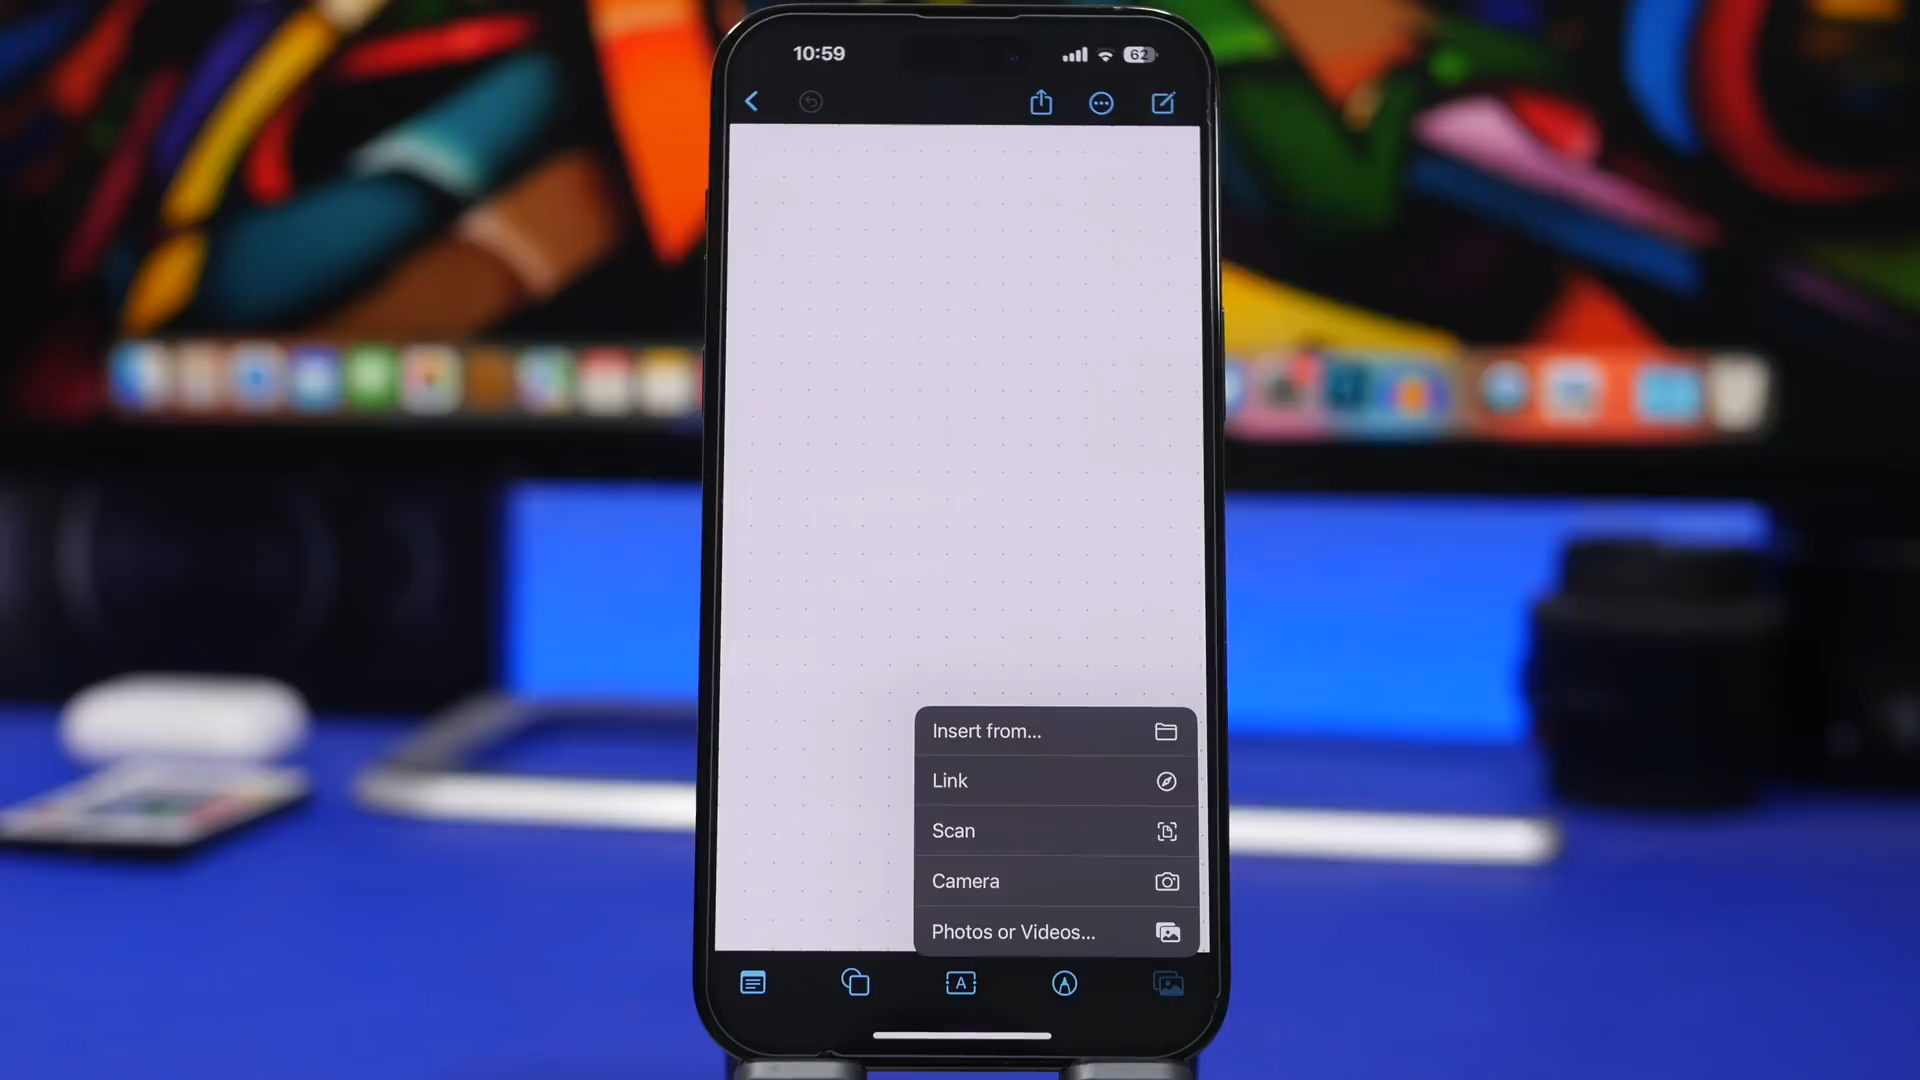 10:59
62
Insert from...
Link
Scan
Camera
Photos or Videos...
A